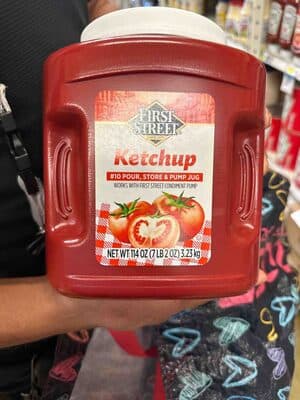 FIRST
STREET
Ketchup
#10 POUR, STORE & PUMP JUG
WORKS WITH FIRST STREET CONDIMENT PUMP
NET WT 114 OZ (7 LB 2 OZ) 3.23 kg